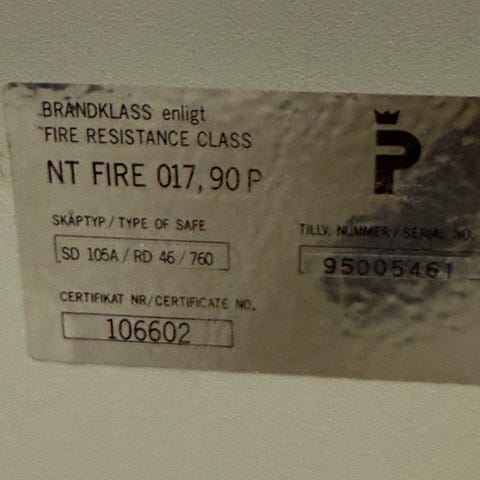 BRANDKLASS enligt
FIRE RESISTANCE CLASS
NT FIRE 017, 90 P
P
SKÅPTYP / TYPE OF SAFE
TILLV. NUMMER / SERIAL NO.
SD 105A / RD 46 / 760
95005461
CERTIFIKAT NR/CERTIFICATE NO.
106602